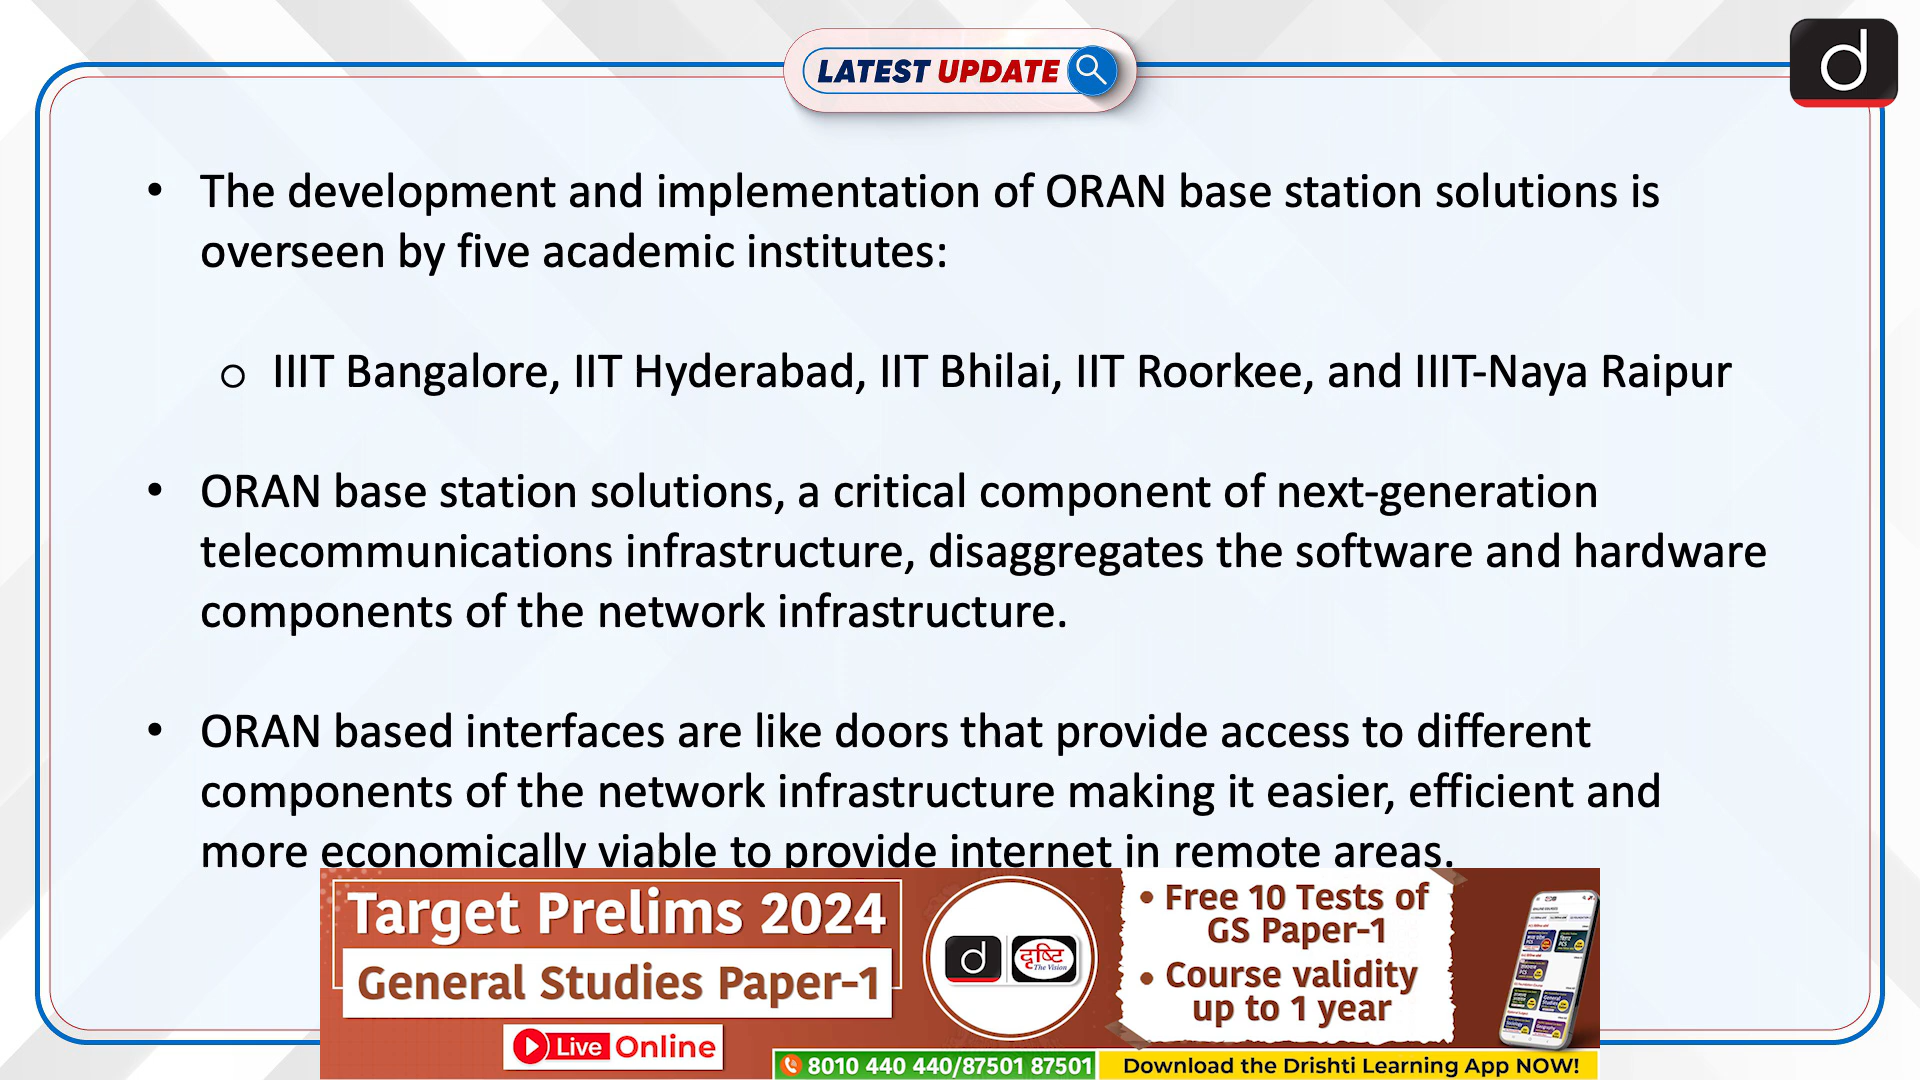 LATEST UPDATE
d
• The development and implementation of ORAN base station solutions is
overseen by five academic institutes:
o IIIT Bangalore, IIT Hyderabad, IIT Bhilai, IIT Roorkee, and IIIT-Naya Raipur
• ORAN base station solutions, a critical component of next-generation
telecommunications infrastructure, disaggregates the software and hardware
components of the network infrastructure.
• ORAN based interfaces are like doors that provide access to different
components of the network infrastructure making it easier, efficient and
more economically viable to provide internet in remote areas.
Target Prelims 2024
General Studies Paper-1
Live Online
d
दृष्टि
The Vision
• Free 10 Tests of
GS Paper-1
• Course validity
up to 1 year
8010 440 440/87501 87501
Download the Drishti Learning App NOW!